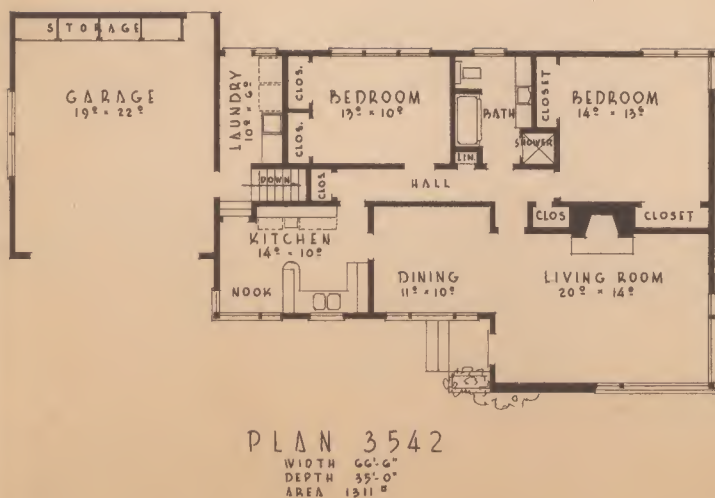 STORAGE
GARAGE
19⁰ × 22⁰
LAUNDRY
10⁰ × 6⁰
CLOS.
CLOS.
BEDROOM
13⁰ × 10⁰
BATH
CLOSET
BEDROOM
14⁰ × 13⁶
SHOWER
LIN.
DOWN
CLOS
HALL
KITCHEN
14⁰ × 10⁰
NOOK
DINING
11⁰ × 10⁰
CLOS
CLOSET
LIVING ROOM
20⁰ × 14⁰
PLAN 3542
WIDTH 66'-6"
DEPTH 35'-0"
AREA 1311 □